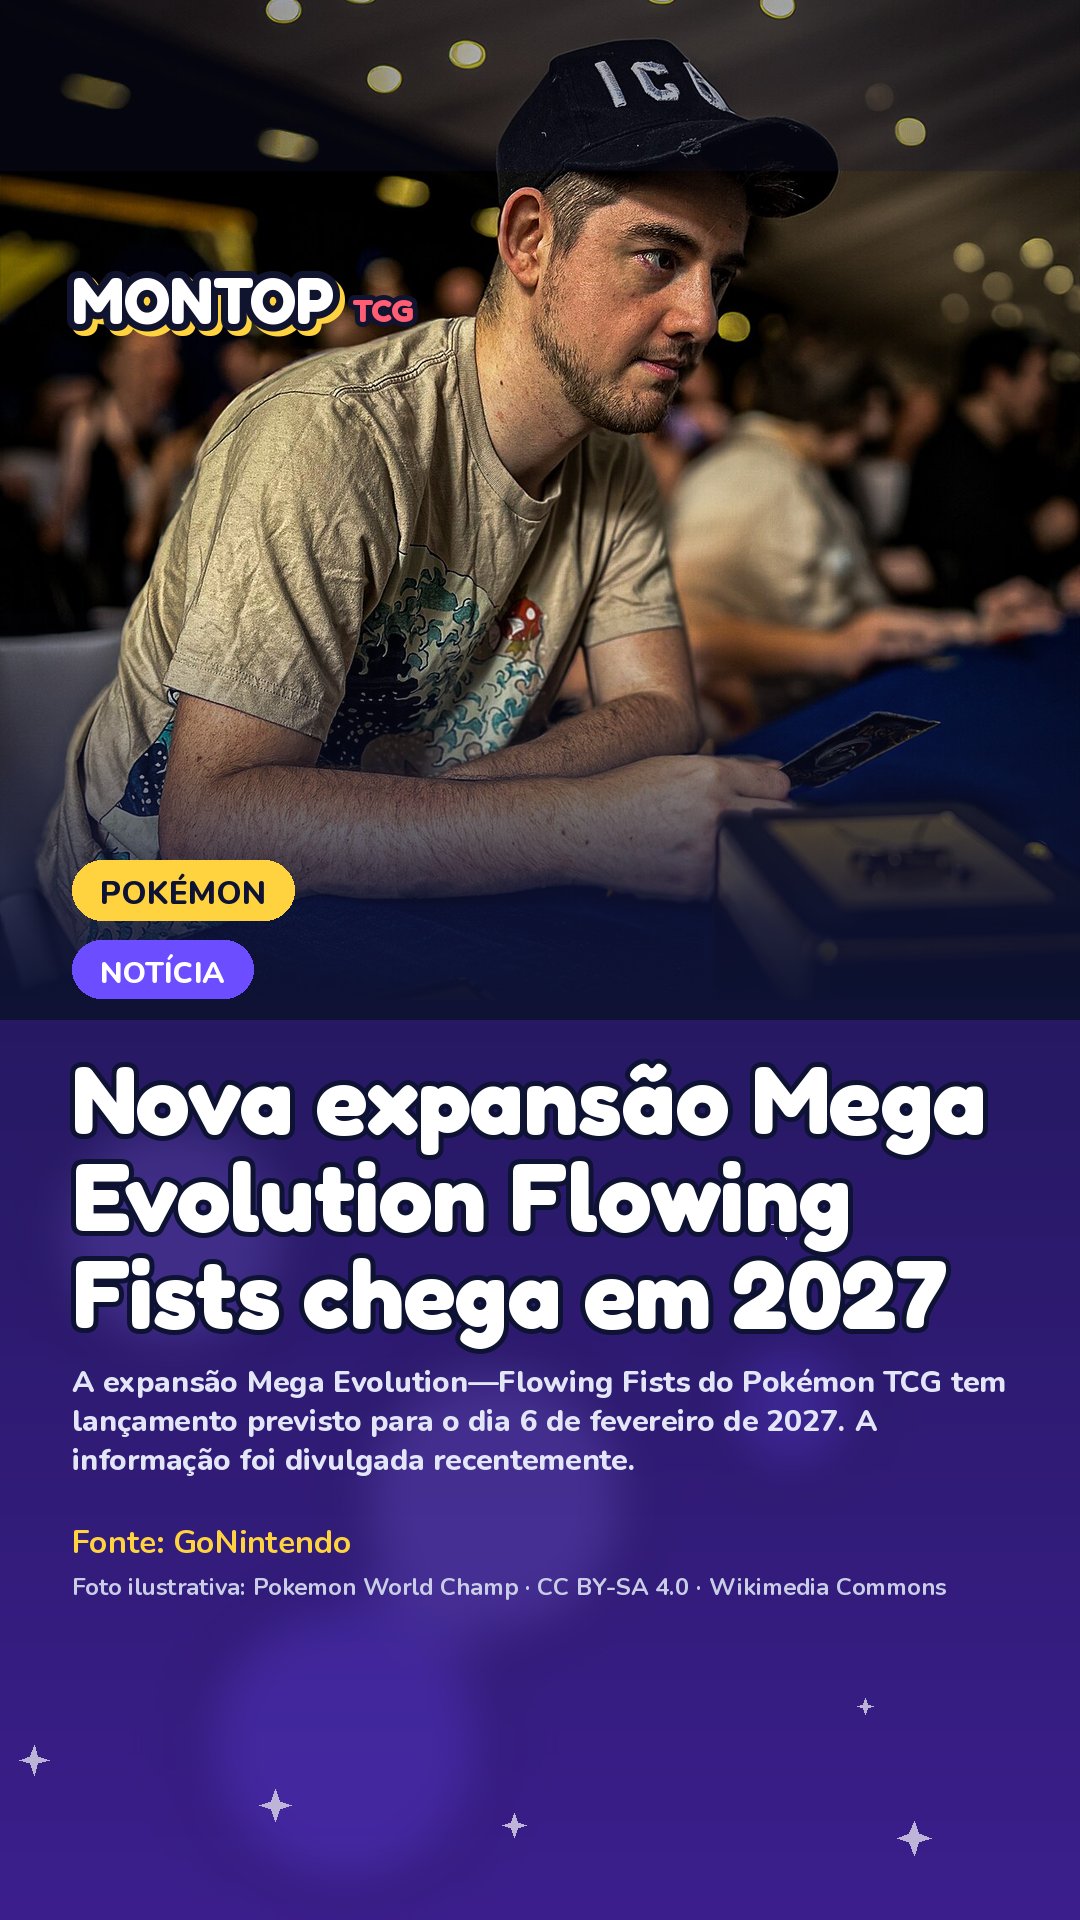 ICG
MONTOP TCG
POKÉMON
NOTÍCIA
Nova expansão Mega
Evolution Flowing
Fists chega em 2027
A expansão Mega Evolution—Flowing Fists do Pokémon TCG tem
lançamento previsto para o dia 6 de fevereiro de 2027. A
informação foi divulgada recentemente.
Fonte: GoNintendo
Foto ilustrativa: Pokemon World Champ · CC BY-SA 4.0 · Wikimedia Commons